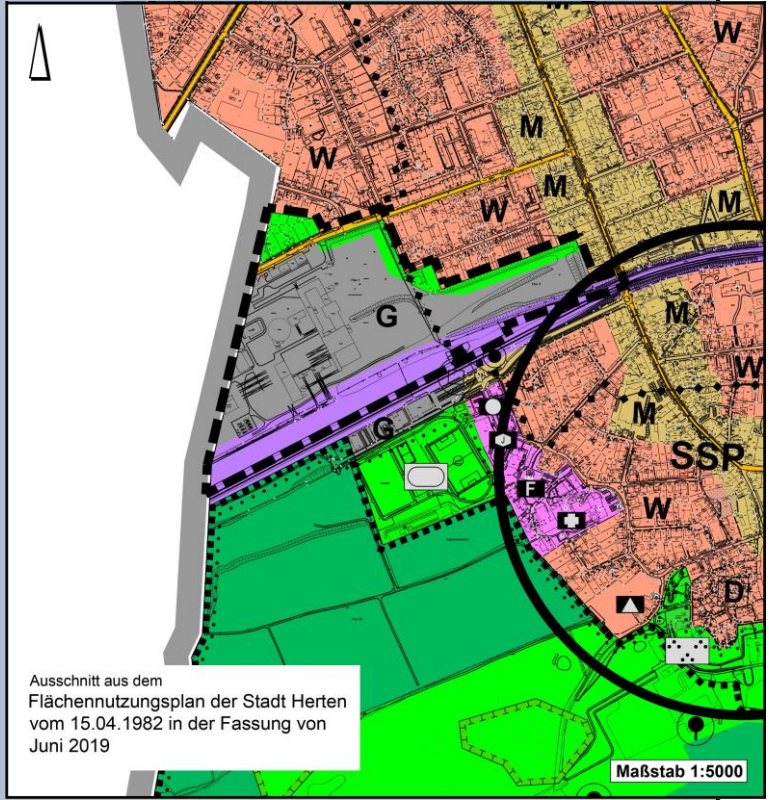 M
W
M
W
M
W
M
G
M
W
G
M
J
SSP
F
W
D
Ausschnitt aus dem
Flächennutzungsplan der Stadt Herten
vom 15.04.1982 in der Fassung von
Juni 2019
Maßstab 1:5000